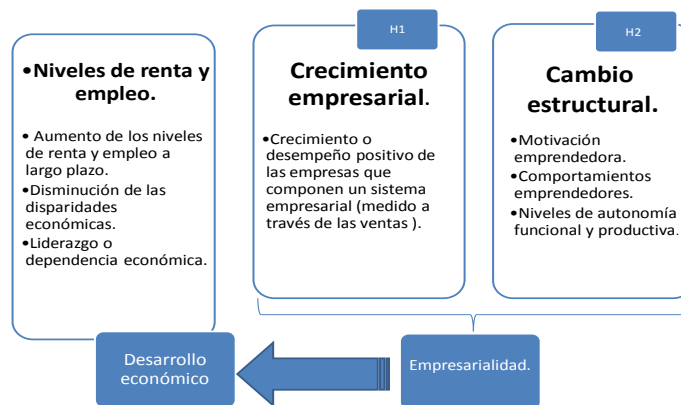 •Niveles de renta y
empleo.
• Aumento de los niveles
de renta y empleo a
largo plazo.
•Disminución de las
disparidades
económicas.
•Liderazgo o
dependencia económica.
H1
Crecimiento
empresarial.
•Crecimiento o
desempeño positivo de
las empresas que
componen un sistema
empresarial (medido a
través de las ventas ).
H2
Cambio
estructural.
•Motivación
emprendedora.
•Comportamientos
emprendedores.
•Niveles de autonomía
funcional y productiva.
Desarrollo
económico
Empresarialidad.